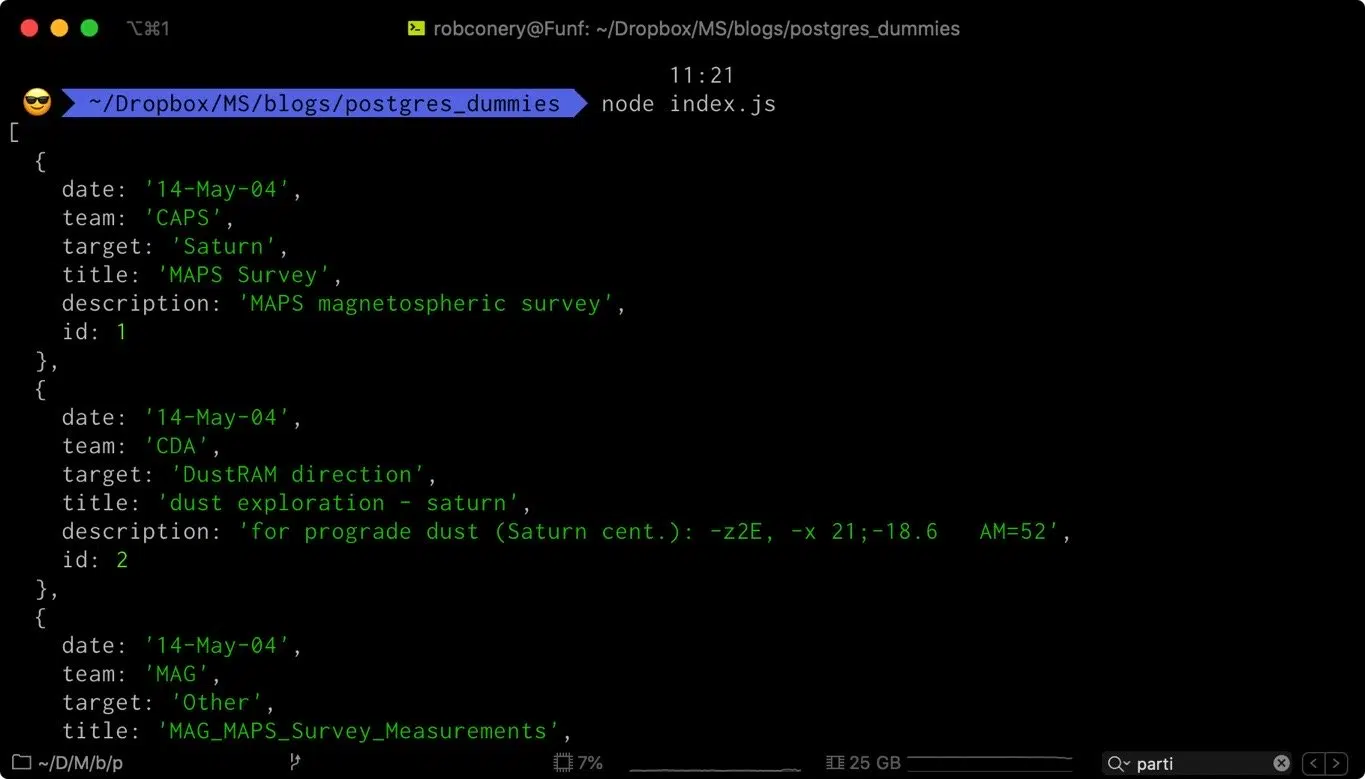 ⌥⌘1
robconery@Funf: ~/Dropbox/MS/blogs/postgres_dummies
11:21
~/Dropbox/MS/blogs/postgres_dummies node index.js
[
{
date: '14-May-04',
team: 'CAPS',
target: 'Saturn',
title: 'MAPS Survey',
description: 'MAPS magnetospheric survey',
id: 1
},
{
date: '14-May-04',
team: 'CDA',
target: 'DustRAM direction',
title: 'dust exploration - saturn',
description: 'for prograde dust (Saturn cent.): -z2E, -x 21;-18.6   AM=52',
id: 2
},
{
date: '14-May-04',
team: 'MAG',
target: 'Other',
title: 'MAG_MAPS_Survey_Measurements',
~/D/M/b/p 7% 25 GB parti